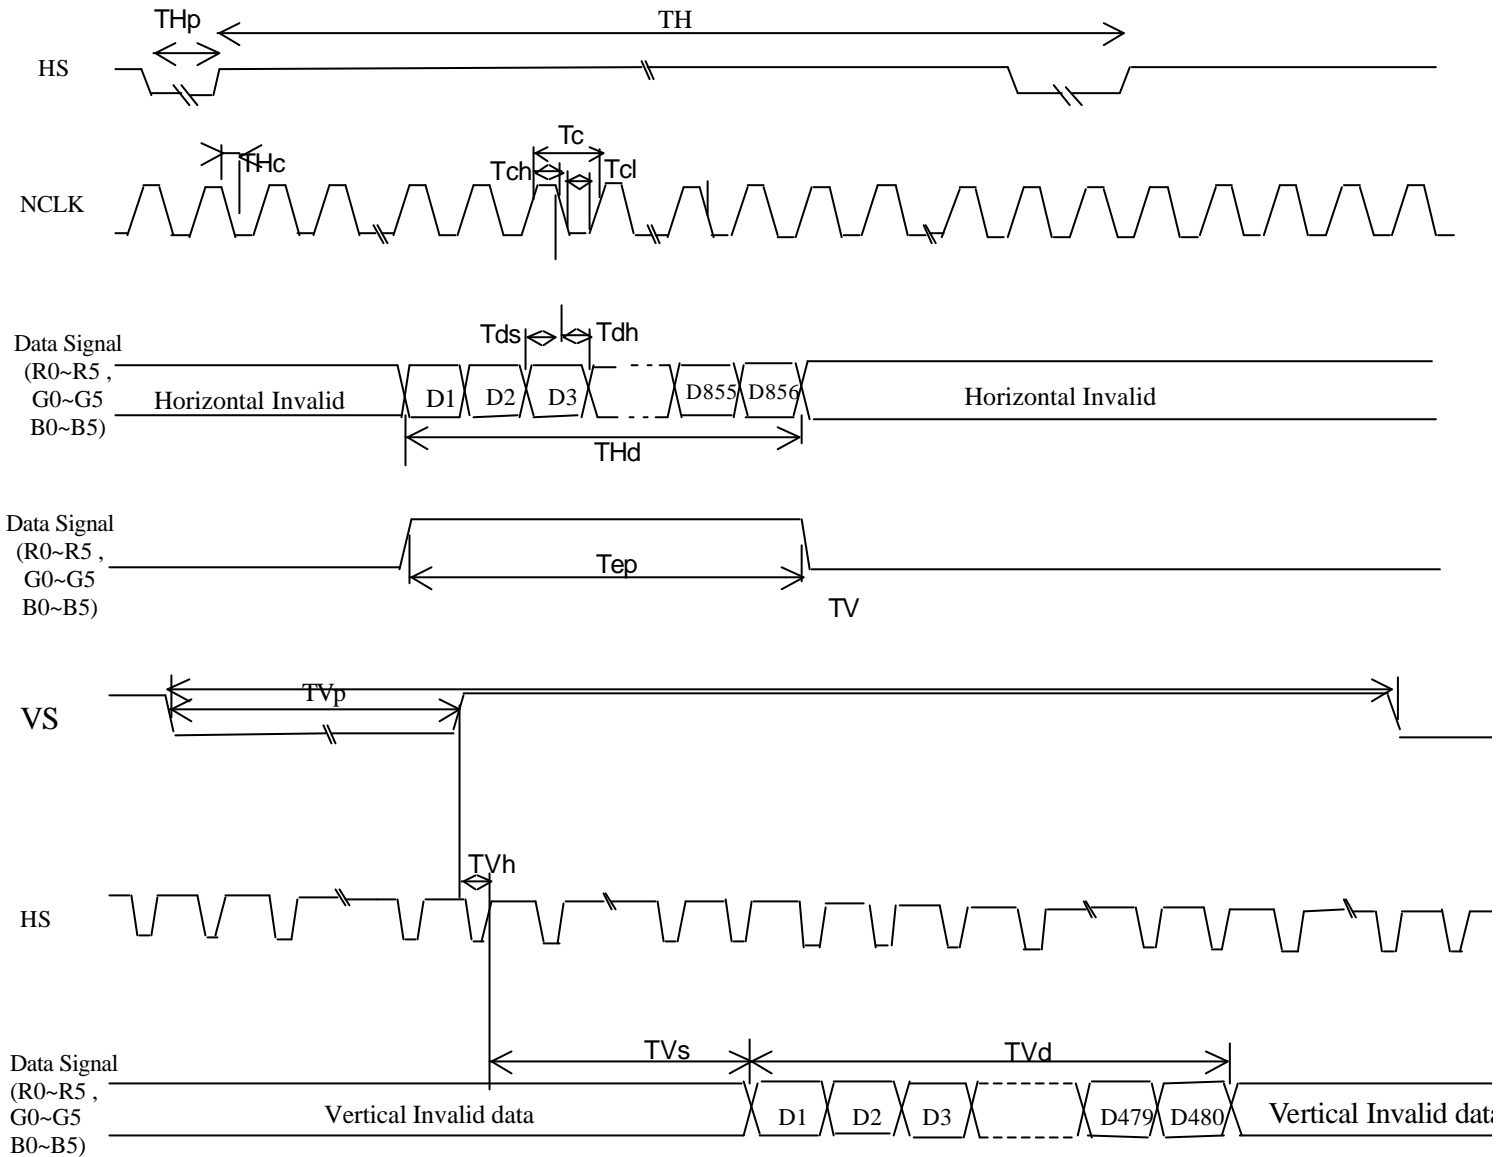 THp
TH
HS
THc
Tc
Tch
Tcl
NCLK
Tds
Tdh
Data Signal
(R0~R5 ,
G0~G5
B0~B5)
Horizontal Invalid
D1
D2
D3
D855
D856
Horizontal Invalid
THd
Data Signal
(R0~R5 ,
G0~G5
B0~B5)
Tep
TV
VS
TVp
TVh
HS
Data Signal
(R0~R5 ,
G0~G5
B0~B5)
TVs
TVd
Vertical Invalid data
D1
D2
D3
D479
D480
Vertical Invalid data